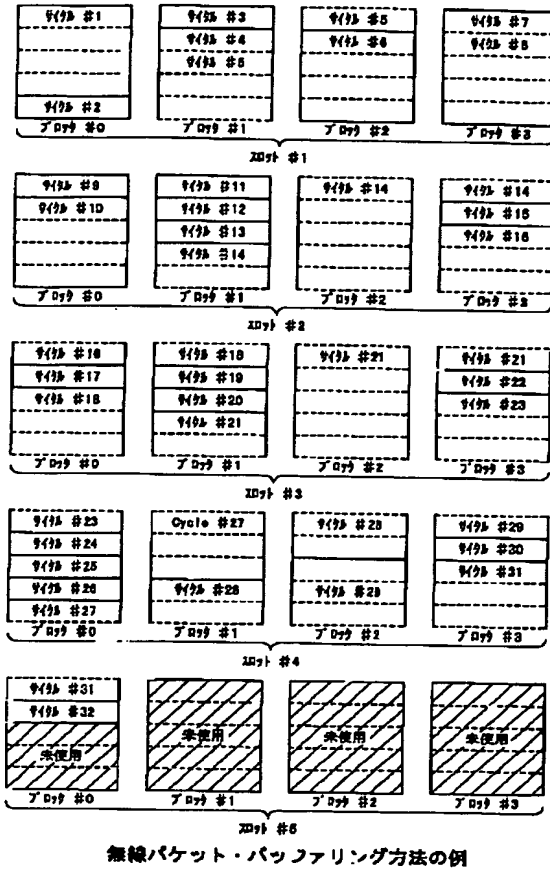 サイクル #1 サイクル #3 サイクル #5 サイクル #7
サイクル #4 サイクル #6 サイクル #8
サイクル #5
サイクル #2
ブロック #0 ブロック #1 ブロック #2 ブロック #3
スロット #1
サイクル #9 サイクル #11 サイクル #14 サイクル #14
サイクル #10 サイクル #12 サイクル #15
サイクル #13 サイクル #16
サイクル #14
ブロック #0 ブロック #1 ブロック #2 ブロック #3
スロット #2
サイクル #16 サイクル #18 サイクル #21 サイクル #21
サイクル #17 サイクル #19 サイクル #22
サイクル #18 サイクル #20 サイクル #23
サイクル #21
ブロック #0 ブロック #1 ブロック #2 ブロック #3
スロット #3
サイクル #23 Cycle #27 サイクル #28 サイクル #29
サイクル #24 サイクル #30
サイクル #25 サイクル #31
サイクル #26 サイクル #28 サイクル #29
サイクル #27
ブロック #0 ブロック #1 ブロック #2 ブロック #3
スロット #4
サイクル #31
サイクル #32
未使用 未使用 未使用 未使用
ブロック #0 ブロック #1 ブロック #2 ブロック #3
スロット #5
無線パケット・バッファリング方法の例